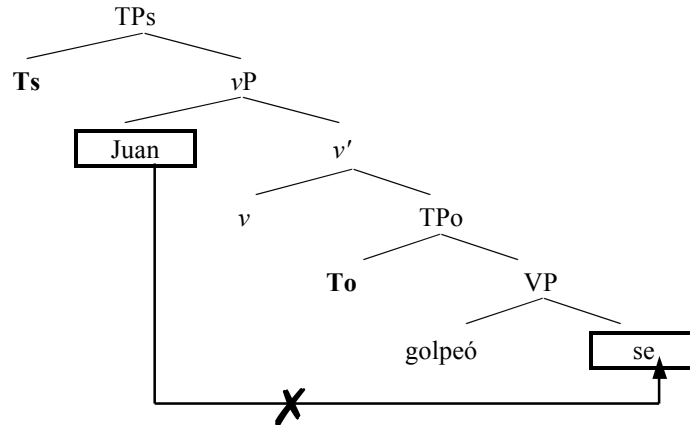 TPs
Ts vP
Juan v'
v TPo
To VP
golpeó se